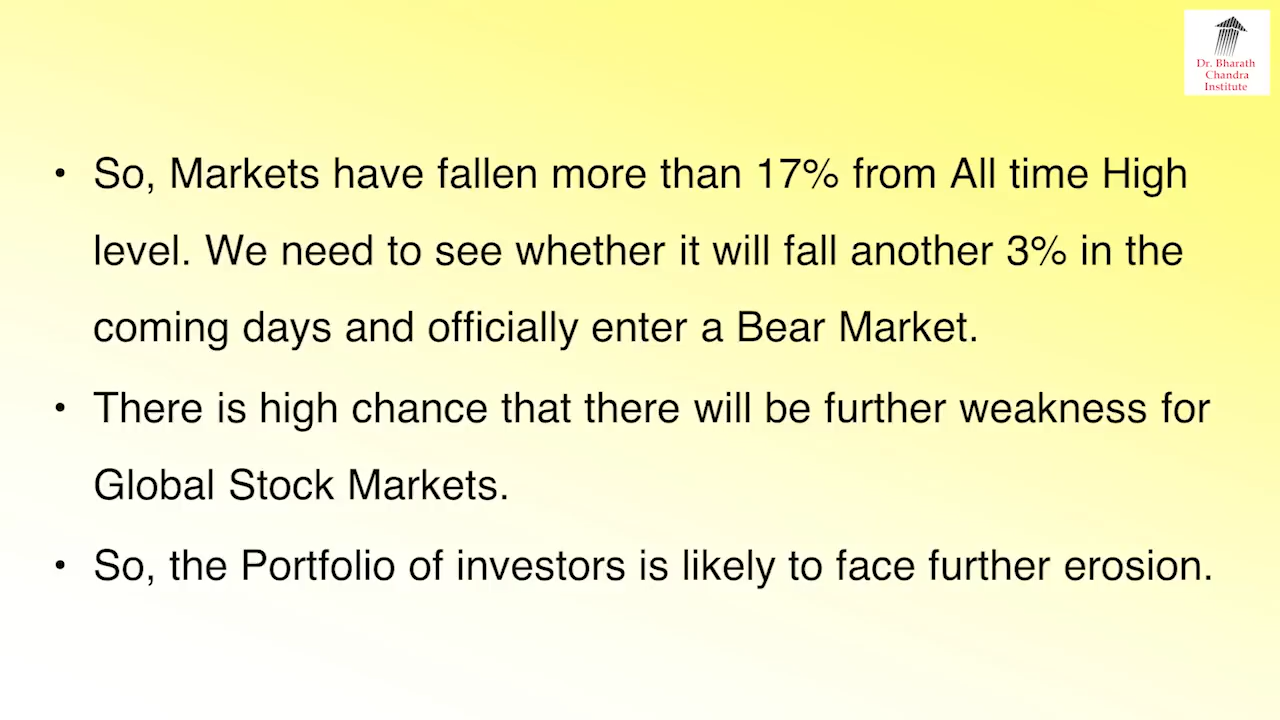 Dr. Bharath
Chandra
Institute
• So, Markets have fallen more than 17% from All time High
level. We need to see whether it will fall another 3% in the
coming days and officially enter a Bear Market.
• There is high chance that there will be further weakness for
Global Stock Markets.
• So, the Portfolio of investors is likely to face further erosion.